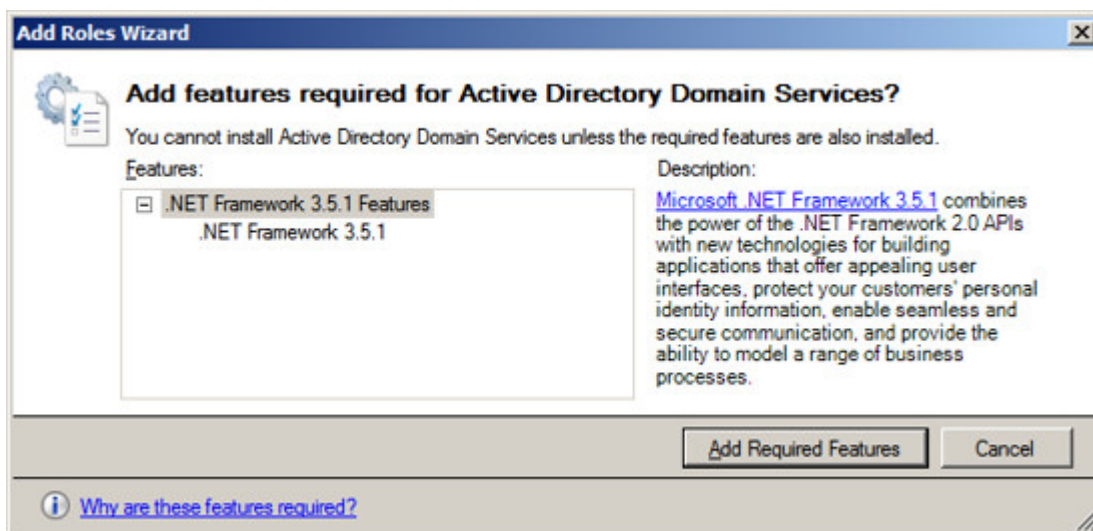 Add Roles Wizard
Add features required for Active Directory Domain Services?
You cannot install Active Directory Domain Services unless the required features are also installed.
Features:
.NET Framework 3.5.1 Features
.NET Framework 3.5.1
Description:
Microsoft .NET Framework 3.5.1 combines
the power of the .NET Framework 2.0 APIs
with new technologies for building
applications that offer appealing user
interfaces, protect your customers' personal
identity information, enable seamless and
secure communication, and provide the
ability to model a range of business
processes.
Add Required Features
Cancel
Why are these features required?